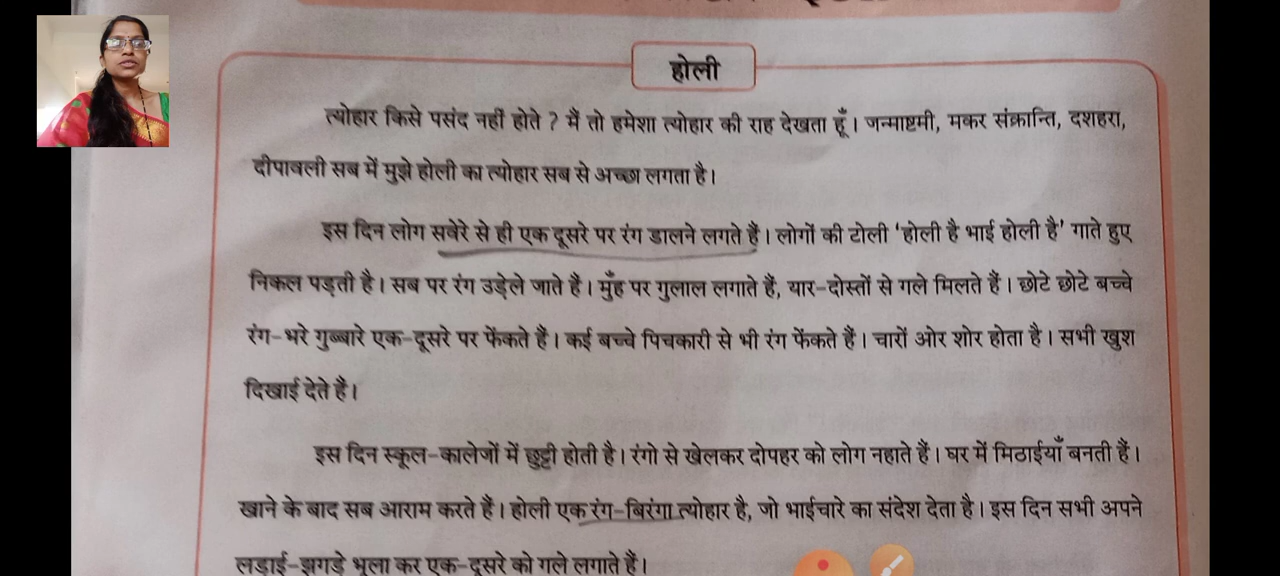 होली
त्योहार किसे पसंद नहीं होते ? मैं तो हमेशा त्योहार की राह देखता हूँ। जन्माष्टमी, मकर संक्रान्ति, दशहरा,
दीपावली सब में मुझे होली का त्योहार सब से अच्छा लगता है।
इस दिन लोग सबेरे से ही एक दूसरे पर रंग डालने लगते हैं। लोगों की टोली ‘होली है भाई होली है’ गाते हुए
निकल पड़ती है। सब पर रंग उड़ेले जाते हैं। मुँह पर गुलाल लगाते हैं, यार-दोस्तों से गले मिलते हैं। छोटे छोटे बच्चे
रंग-भरे गुब्बारे एक-दूसरे पर फेंकते हैं। कई बच्चे पिचकारी से भी रंग फेंकते हैं। चारों ओर शोर होता है। सभी खुश
दिखाई देते हैं।
इस दिन स्कूल-कालेजों में छुट्टी होती है। रंगो से खेलकर दोपहर को लोग नहाते हैं। घर में मिठाईयाँ बनती हैं।
खाने के बाद सब आराम करते हैं। होली एक रंग-बिरंगा त्योहार है, जो भाईचारे का संदेश देता है। इस दिन सभी अपने
लड़ाई-झगड़े भूला कर एक-दूसरे को गले लगाते हैं।